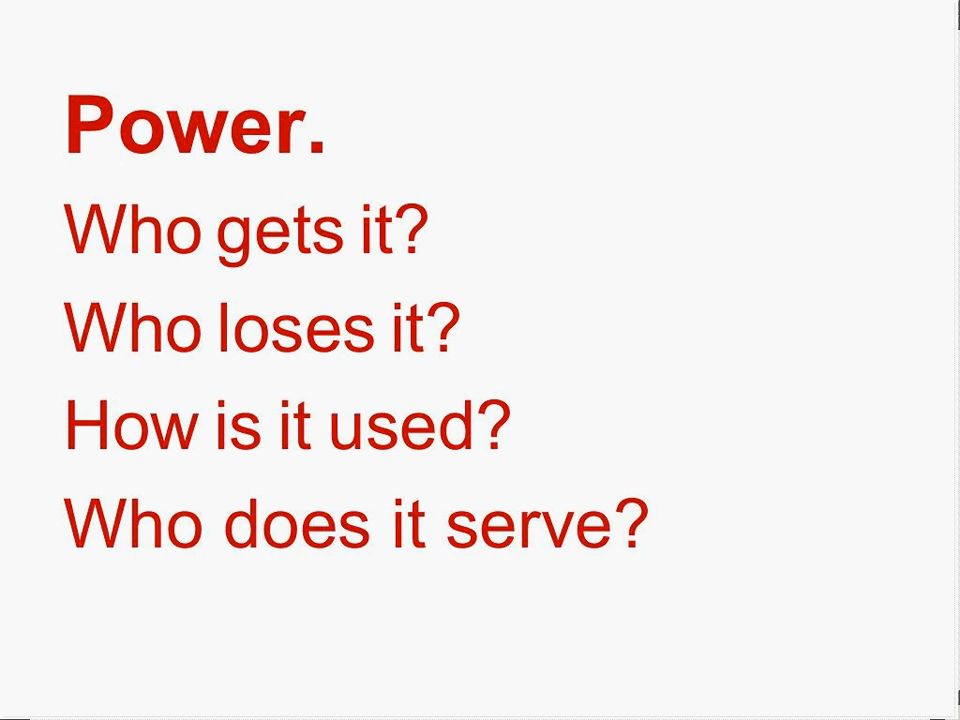 Power.
Who gets it?
Who loses it?
How is it used?
Who does it serve?